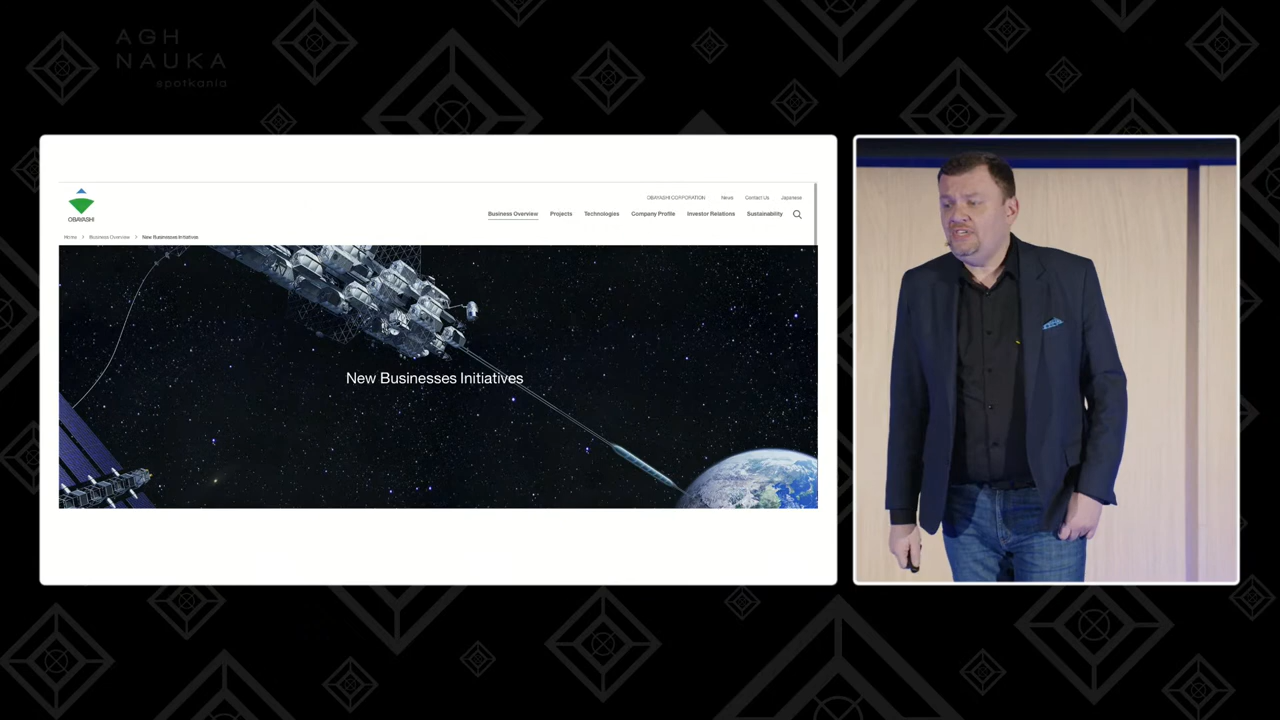 AGH
NAUKA
spotkania
OBAYASHI
OBAYASHI CORPORATION News Contact Us Japanese
Business Overview Projects Technologies Company Profile Investor Relations Sustainability
Home > Business Overview > New Businesses Initiatives
New Businesses Initiatives